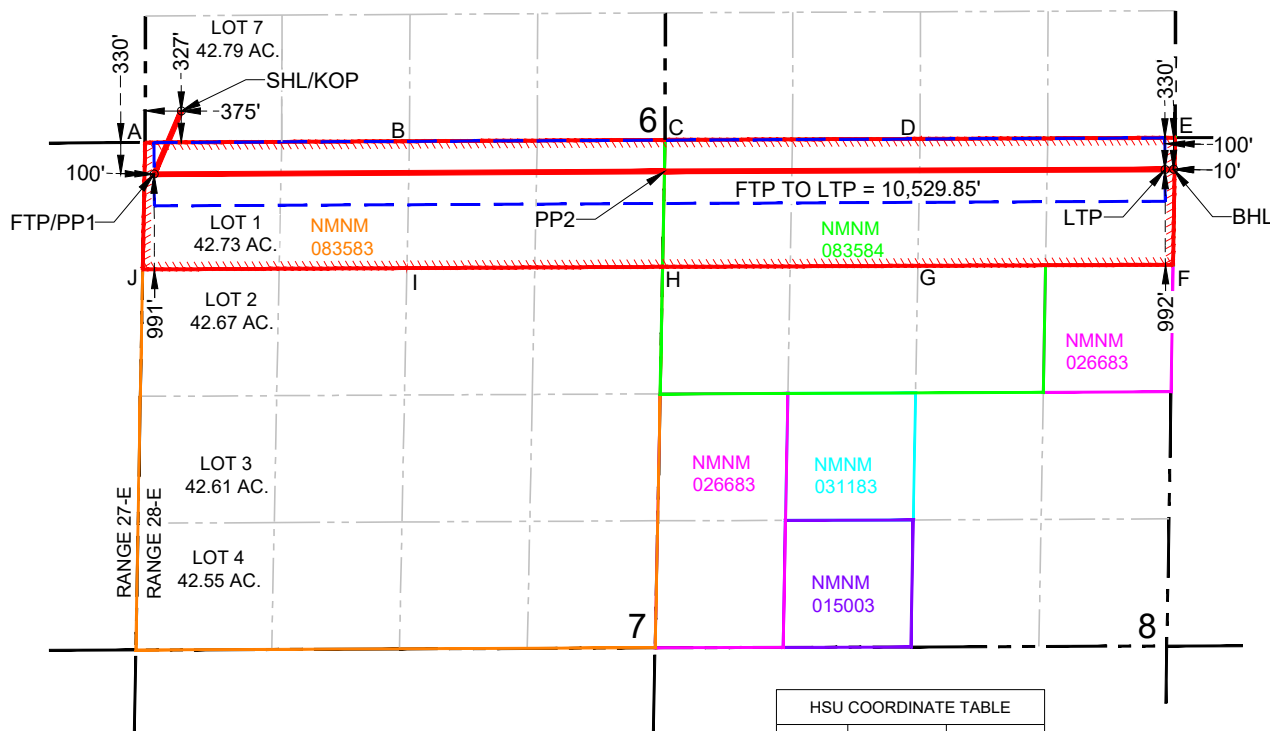 LOT 7
42.79 AC.
330'
327'
SHL/KOP
375'
330'
6
A
B
C
D
E
100'
100'
10'
FTP TO LTP = 10,529.85'
FTP/PP1
PP2
LTP
BHL
LOT 1
42.73 AC.
NMNM
083583
NMNM
083584
J
I
H
G
F
991'
992'
LOT 2
42.67 AC.
NMNM
026683
LOT 3
42.61 AC.
NMNM
026683
NMNM
031183
RANGE 27-E
RANGE 28-E
LOT 4
42.55 AC.
NMNM
015003
7
8
HSU COORDINATE TABLE